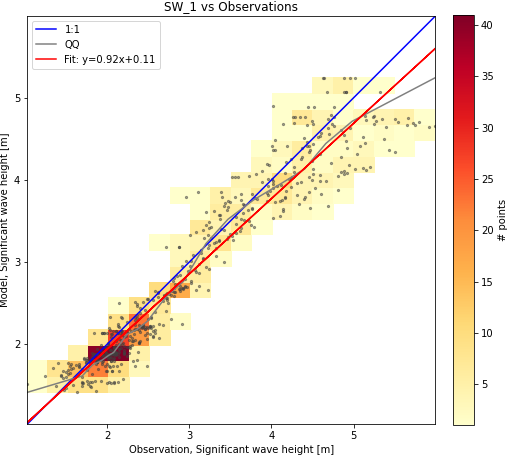 SW_1 vs Observations
1:1
QQ
Fit: y=0.92x+0.11
Model, Significant wave height [m]
5
4
3
2
2 3 4 5
Observation, Significant wave height [m]
40
35
30
25
20
15
10
5
# points